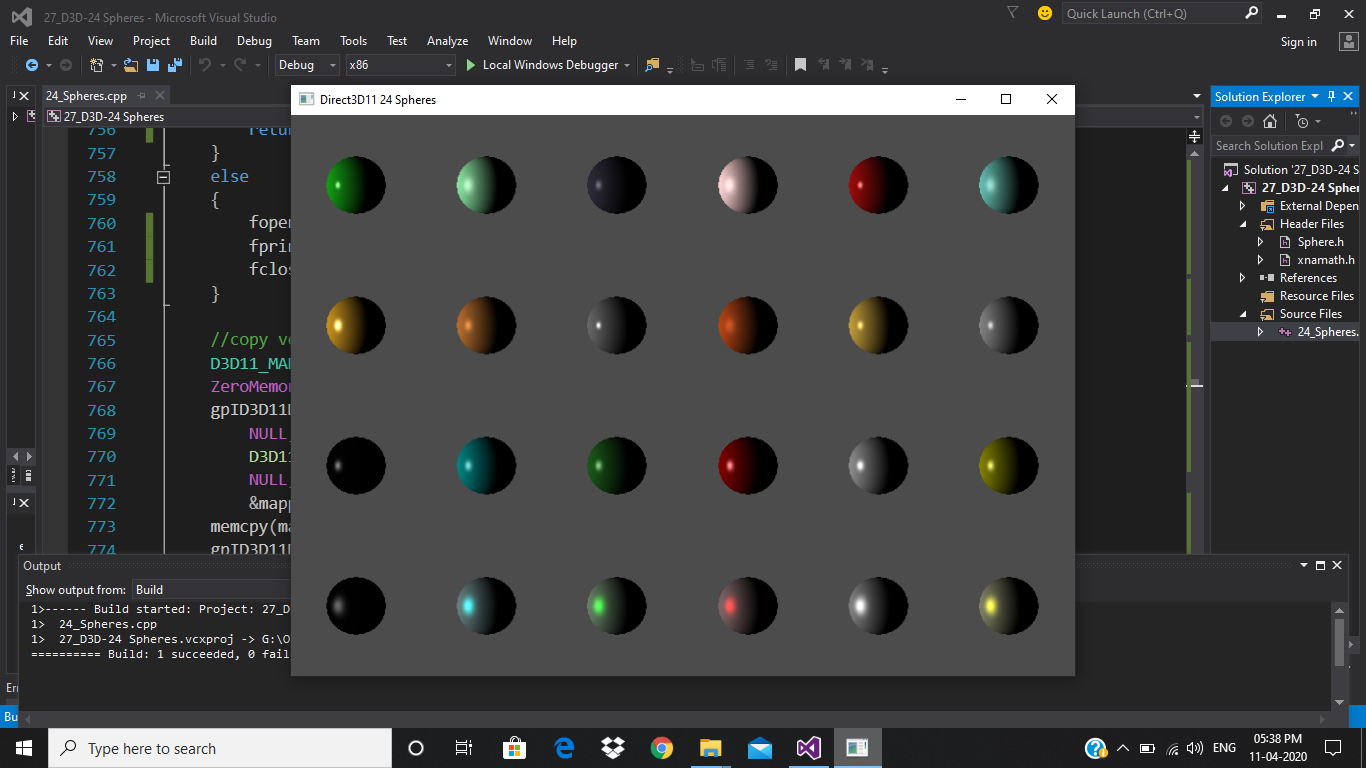 27_D3D-24 Spheres - Microsoft Visual Studio
Quick Launch (Ctrl+Q)
File Edit View Project Build Debug Team Tools Test Analyze Window Help
Sign in
Debug x86 Local Windows Debugger
24_Spheres.cpp
27_D3D-24 Spheres
Direct3D11 24 Spheres
756 retu
757 }
758 else
759 {
760 fope
761 fpri
762 fclos
763 }
764
765 //copy ve
766 D3D11_MA
767 ZeroMemor
768 gpID3D11
769 NULL
770 D3D11
771 NULL
772 &mapp
773 memcpy(ma
774 gpID3D11
Solution Explorer
Search Solution Expl
Solution '27_D3D-24 S
27_D3D-24 Spher
External Depen
Header Files
Sphere.h
xnamath.h
References
Resource Files
Source Files
24_Spheres.
Output
Show output from: Build
1>------ Build started: Project: 27_D
1> 24_Spheres.cpp
1> 27_D3D-24 Spheres.vcxproj -> G:\O
========== Build: 1 succeeded, 0 fail
Err
Bu
Type here to search
ENG
05:38 PM
11-04-2020